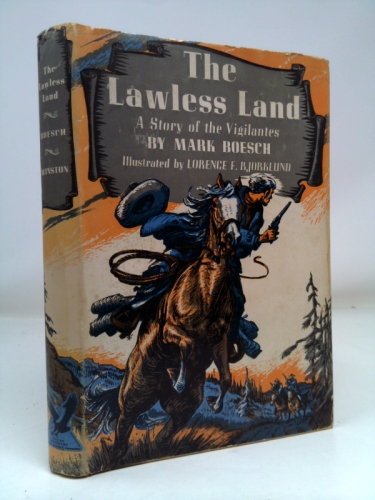 The
Lawless Land
A Story of the Vigilantes
BY MARK BOESCH
Illustrated by LORENCE F. BJORKLUND
The
Lawless
Land
BOESCH
WINSTON